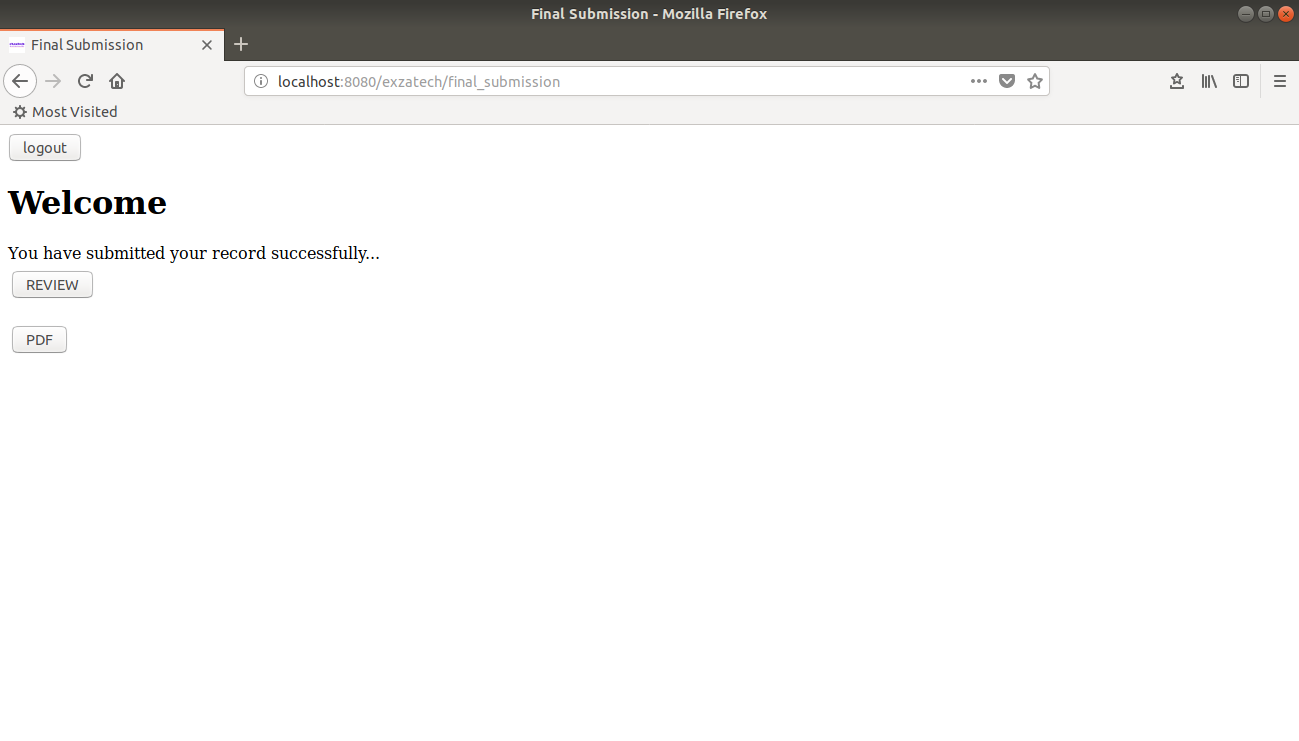 Final Submission - Mozilla Firefox
Final Submission
localhost:8080/exzatech/final_submission
Most Visited
logout
Welcome
You have submitted your record successfully...
REVIEW
PDF